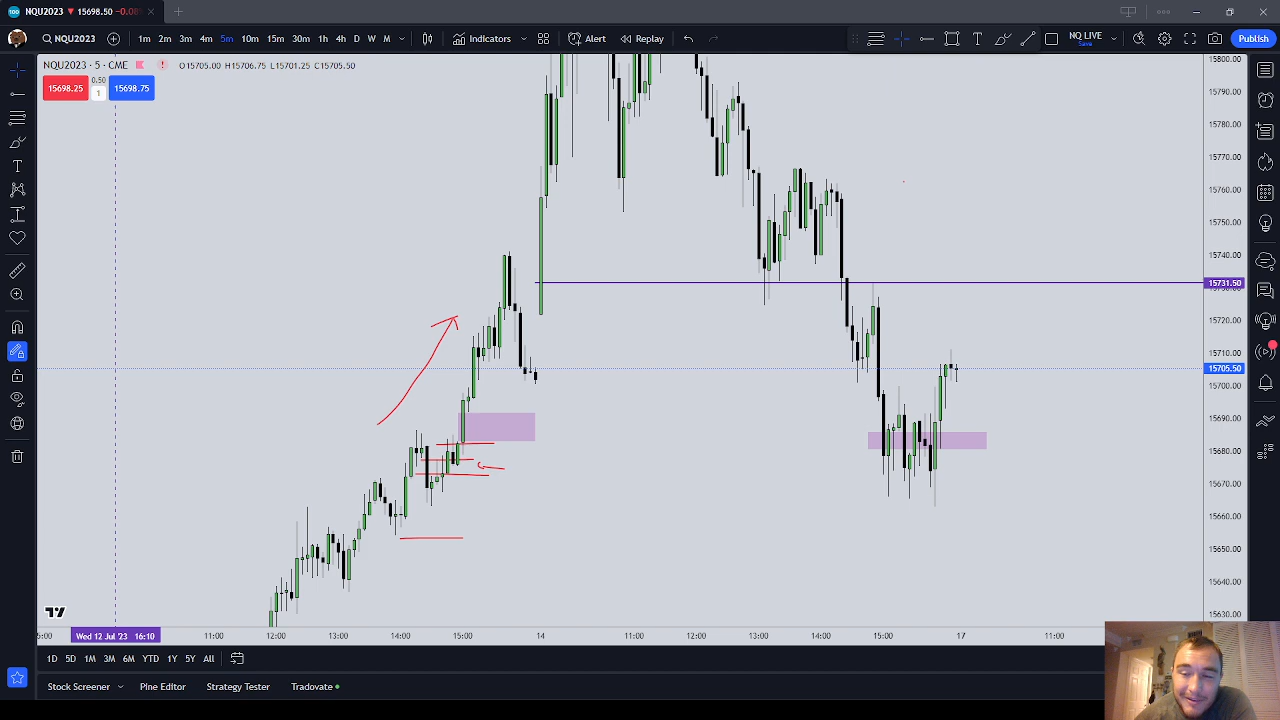 NQU2023 15698.50 -0.08%
NQU2023 1m 2m 3m 4m 5m 10m 15m 30m 1h 4h D W M Indicators Alert Replay NQ LIVE Save Publish
NQU2023 · 5 · CME O15705.00 H15706.75 L15701.25 C15705.50
15698.25 0.50 1 15698.75
15800.00
15790.00
15780.00
15770.00
15760.00
15750.00
15740.00
15731.50
15720.00
15710.00
15705.50
15700.00
15690.00
15680.00
15670.00
15660.00
15650.00
15640.00
15630.00
5:00 Wed 12 Jul '23 16:10 11:00 12:00 13:00 14:00 15:00 14 11:00 12:00 13:00 14:00 15:00 17 11:00
1D 5D 1M 3M 6M YTD 1Y 5Y All
Stock Screener Pine Editor Strategy Tester Tradovate